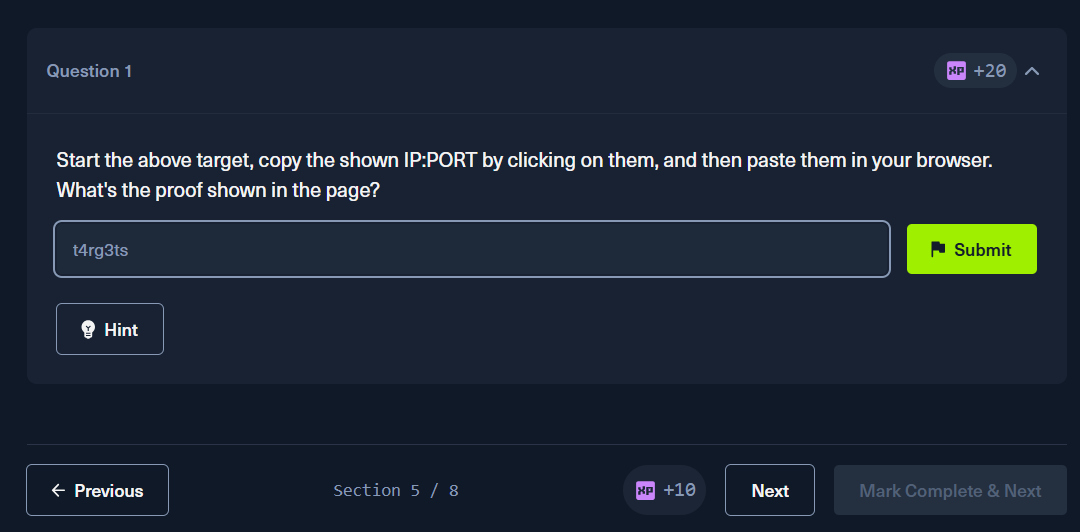 Question 1
XP +20
Start the above target, copy the shown IP:PORT by clicking on them, and then paste them in your browser.
What's the proof shown in the page?
t4rg3ts
Submit
Hint
Previous
Section 5 / 8
XP +10
Next
Mark Complete & Next